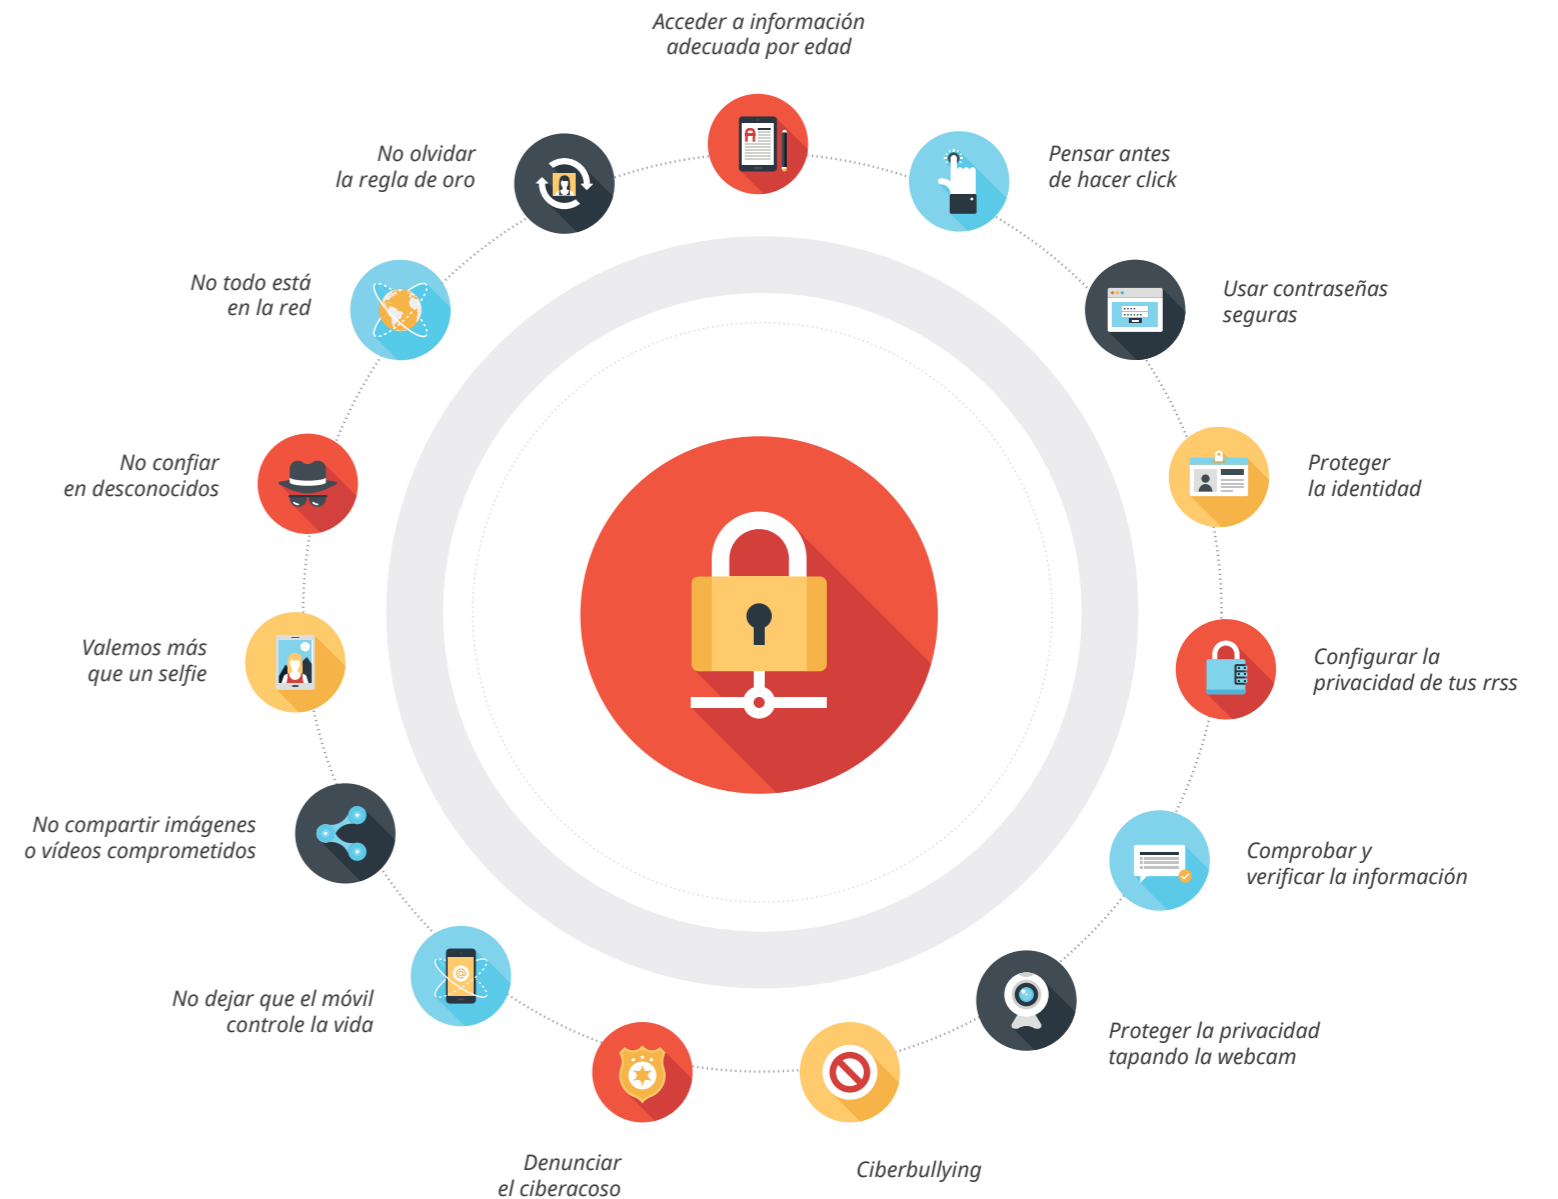 Acceder a información
adecuada por edad
Pensar antes
de hacer click
Usar contraseñas
seguras
Proteger
la identidad
Configurar la
privacidad de tus rrss
Comprobar y
verificar la información
Proteger la privacidad
tapando la webcam
Ciberbullying
Denunciar
el ciberacoso
No dejar que el móvil
controle la vida
No compartir imágenes
o vídeos comprometidos
Valemos más
que un selfie
No confiar
en desconocidos
No todo está
en la red
No olvidar
la regla de oro